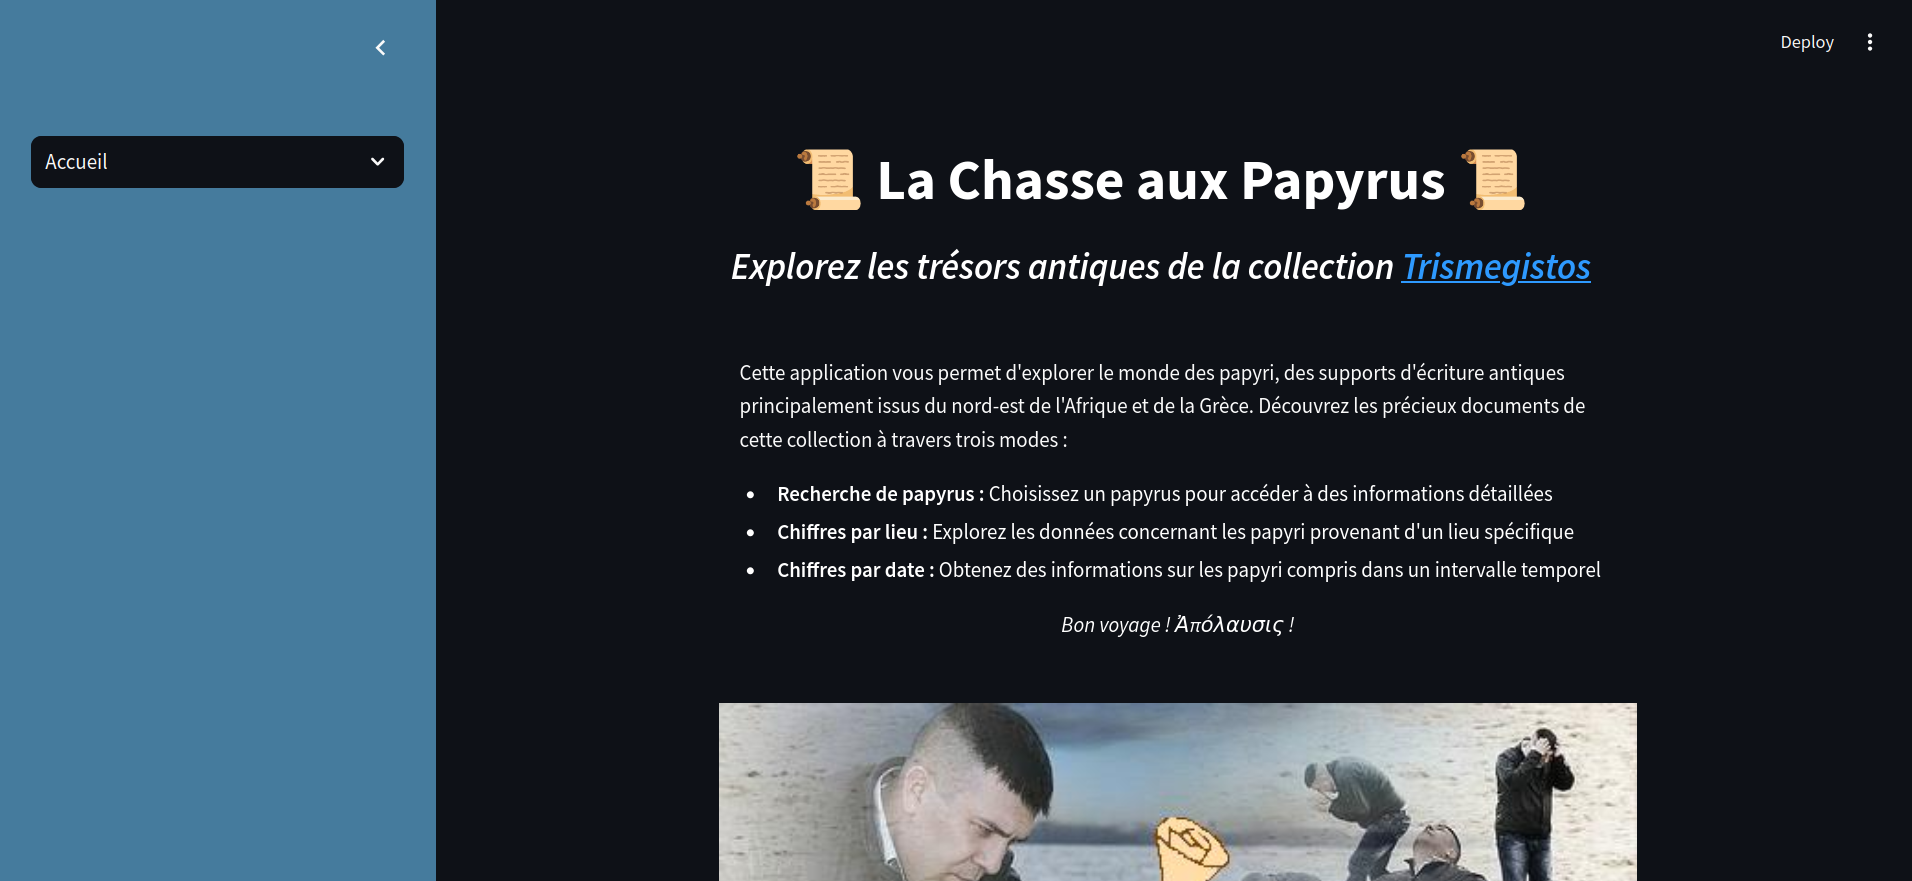 Deploy
Accueil
📜 La Chasse aux Papyrus 📜
Explorez les trésors antiques de la collection Trismegistos
Cette application vous permet d'explorer le monde des papyri, des supports d'écriture antiques
principalement issus du nord-est de l'Afrique et de la Grèce. Découvrez les précieux documents de
cette collection à travers trois modes :
• Recherche de papyrus : Choisissez un papyrus pour accéder à des informations détaillées
• Chiffres par lieu : Explorez les données concernant les papyri provenant d'un lieu spécifique
• Chiffres par date : Obtenez des informations sur les papyri compris dans un intervalle temporel
Bon voyage ! Ἀπόλαυσις !